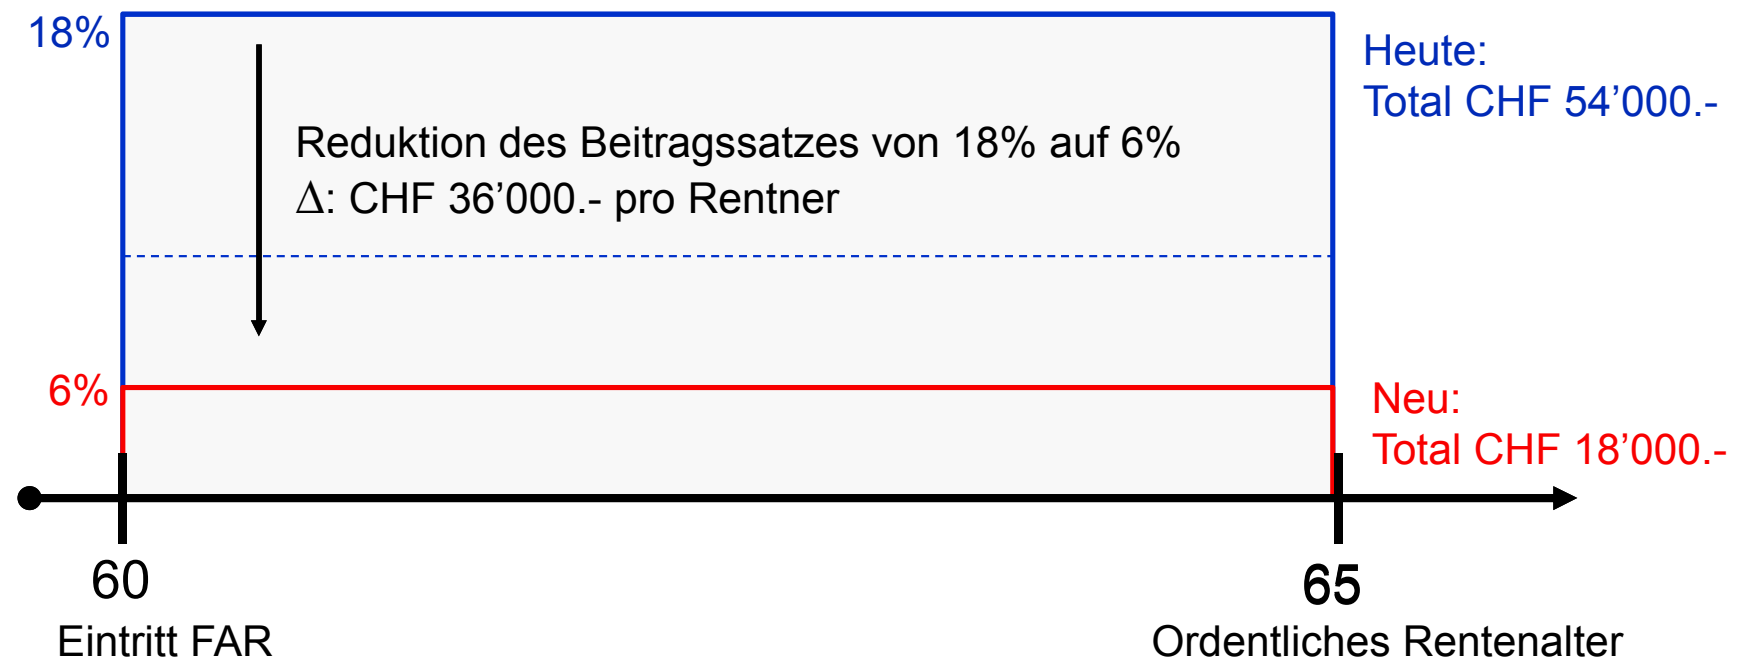 18%
Heute:
Total CHF 54’000.-
Reduktion des Beitragssatzes von 18% auf 6%
Δ: CHF 36’000.- pro Rentner
6%
Neu:
Total CHF 18’000.-
60
65
Eintritt FAR
Ordentliches Rentenalter